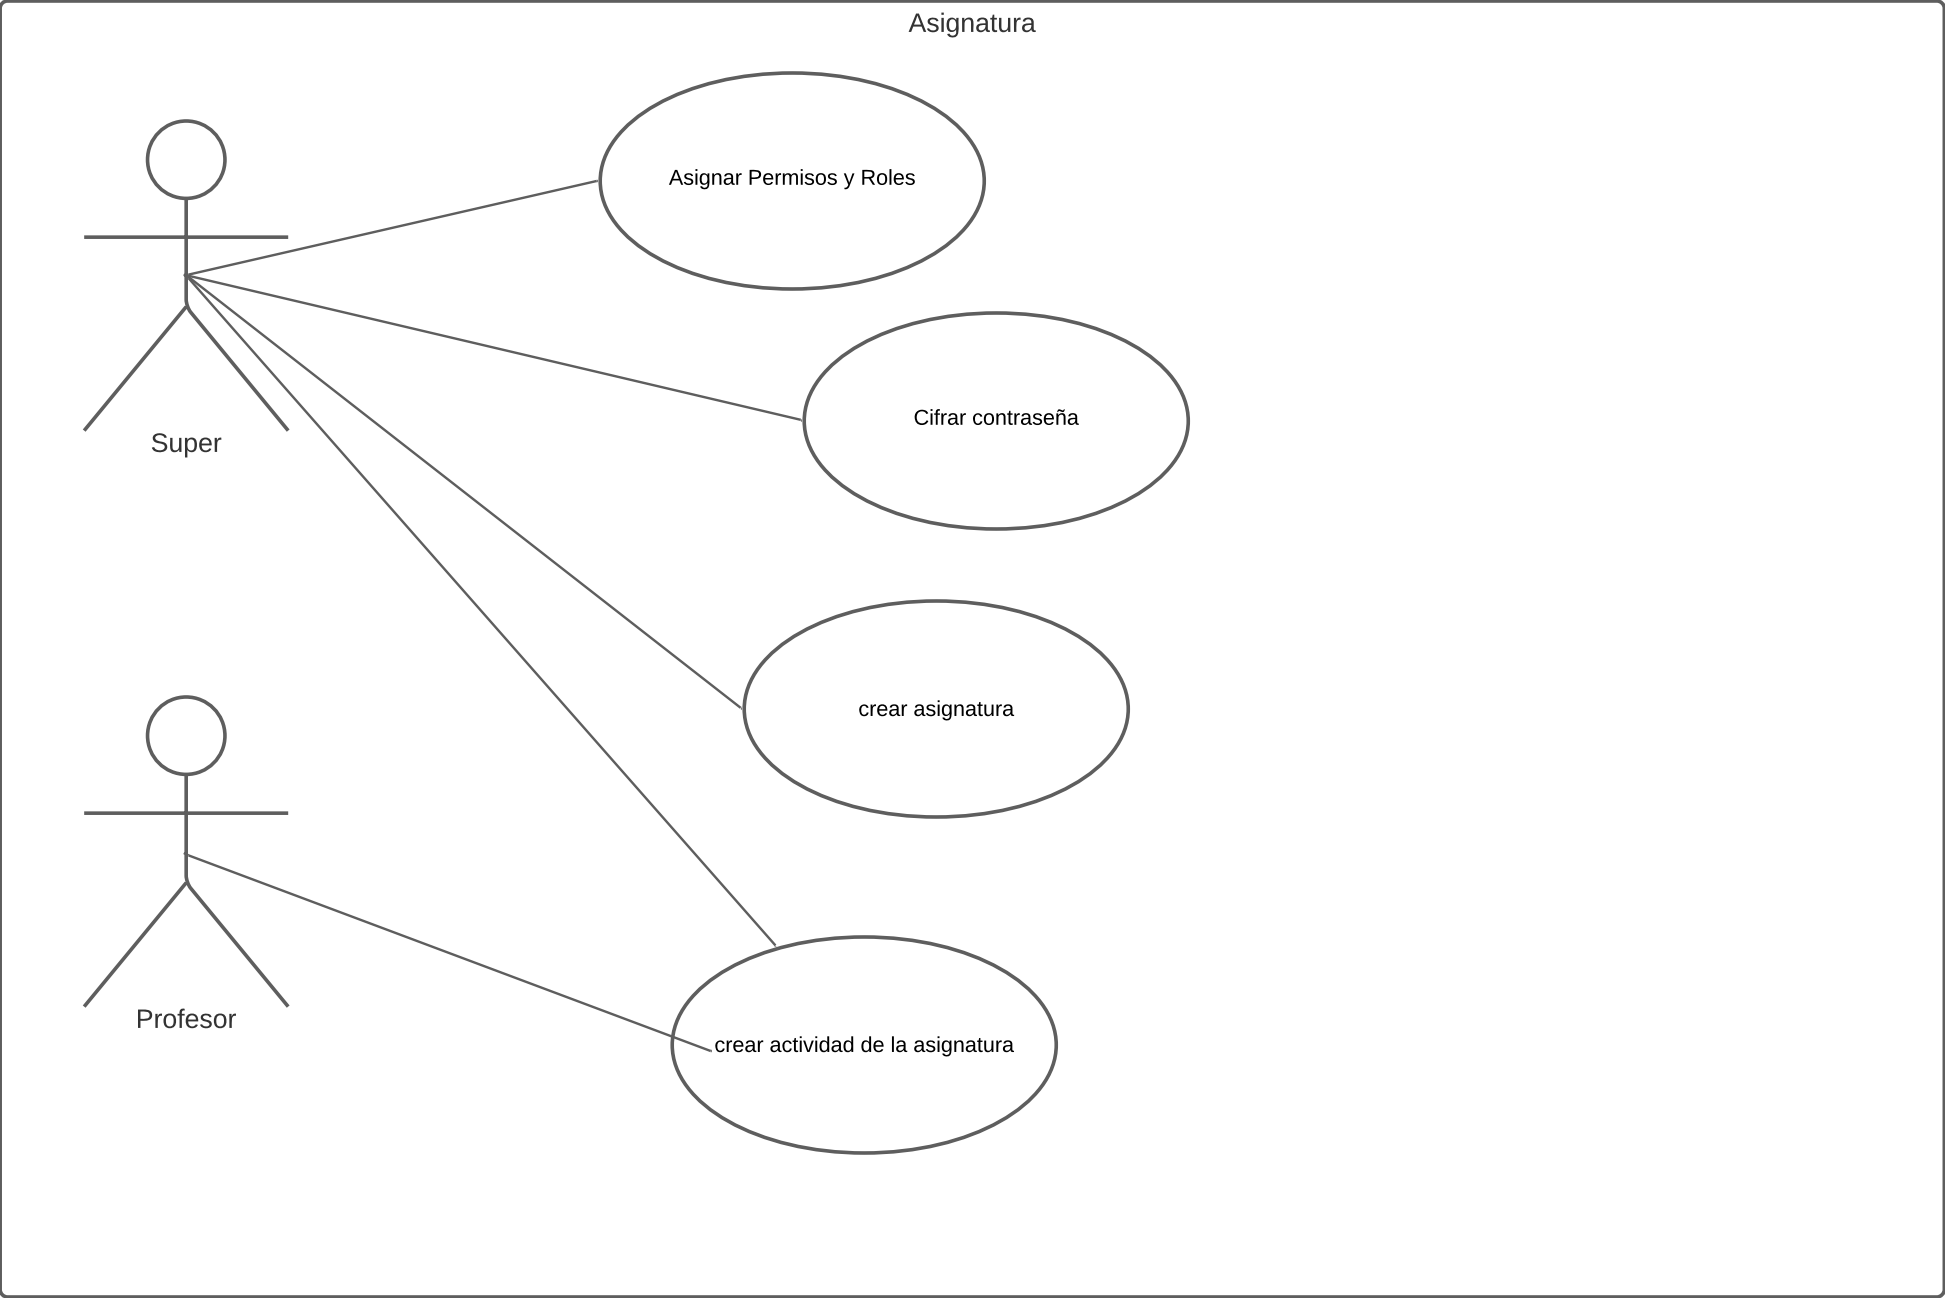 Asignatura
Asignar Permisos y Roles
Cifrar contraseña
Super
crear asignatura
Profesor
crear actividad de la asignatura